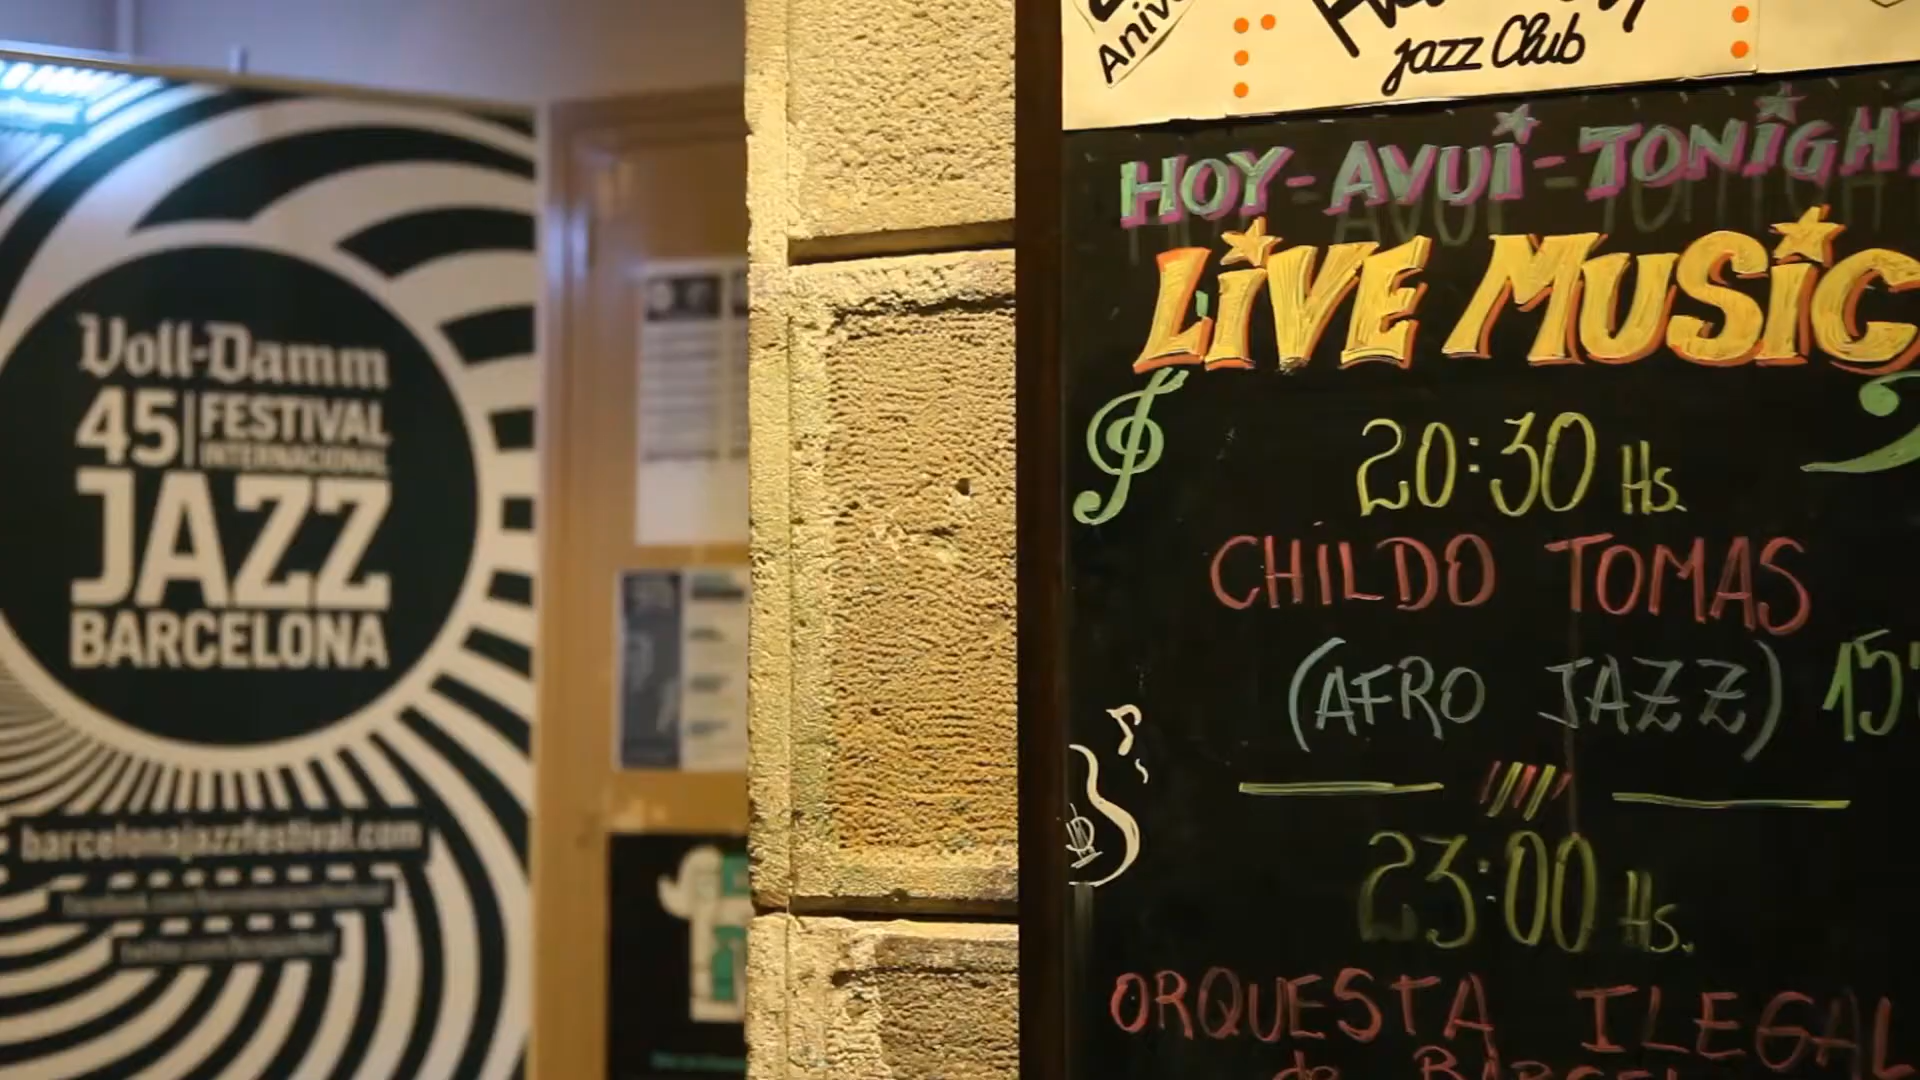 Voll-Damm
45 FESTIVAL
INTERNACIONAL
JAZZ
BARCELONA
barcelonajazzfestival.com
Jazz Club
HOY-AVUI-TONIGHT
LIVE MUSIC
20:30 Hs.
CHILDO TOMAS
(AFRO JAZZ) 15
23:00 Hs.
ORQUESTA ILEGAL
de